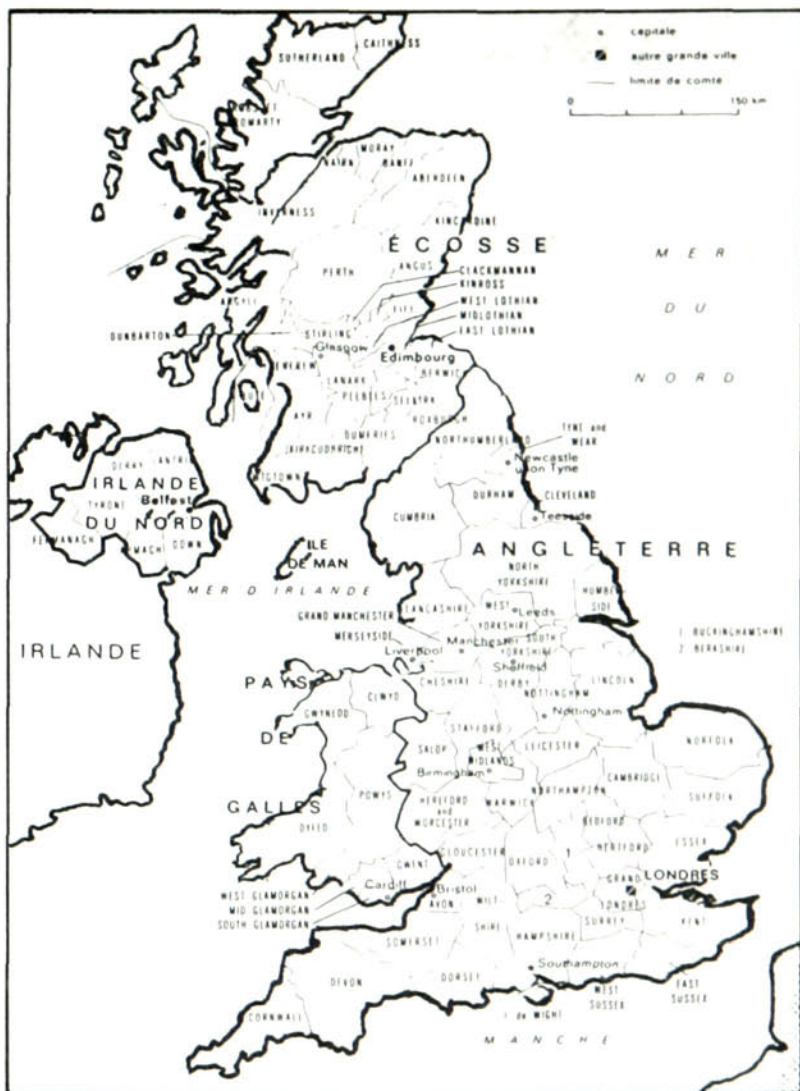 capitale
autre grande ville
limite de comté
0 150 km
CAITHNESS
SUTHERLAND
MORAY
NAIRN
BANFF
ABERDEEN
INVERNESS
KINCARDINE
ÉCOSSE
MER
DU
NORD
PERTH
ANGUS
CLACKMANNAN
KINROSS
ARGYLL
FIFE
WEST LOTHIAN
MIDLOTHIAN
EAST LOTHIAN
DUNBARTON
STIRLING
Glasgow
Edimbourg
LANARK
BERWICK
PEEBLES
SELKIRK
BUTE
AYR
ROXBURGH
DUMFRIES
KIRKCUDBRIGHT
WIGTOWN
NORTHUMBERLAND
TYNE and
WEAR
Newcastle
upon Tyne
DERRY
ANTRIM
IRLANDE
TYRONE
Belfast
DU NORD
FERMANAGH
DOWN
DURHAM
CLEVELAND
Teesside
CUMBRIA
ANGLETERRE
ILE
DE MAN
MER D'IRLANDE
NORTH
YORKSHIRE
HUMBER
SIDE
LANCASHIRE
WEST
YORKSHIRE
Leeds
GRAND MANCHESTER
MERSEYSIDE
Manchester
SOUTH
YORKSHIRE
Liverpool
Sheffield
1. BUCKINGHAMSHIRE
2. BERKSHIRE
IRLANDE
PAYS
DE
GALLES
CLWYD
GWYNEDD
CHESHIRE
DERBY
LINCOLN
NOTTINGHAM
Nottingham
STAFFORD
SALOP
WEST
MIDLANDS
LEICESTER
NORFOLK
Birmingham
CAMBRIDGE
POWYS
HEREFORD
and
WORCESTER
WARWICK
NORTHAMPTON
SUFFOLK
BEDFORD
DYFED
GLOUCESTER
OXFORD
1
HERTFORD
ESSEX
GWENT
GRAND
LONDRES
LONDRES
WEST GLAMORGAN
MID GLAMORGAN
SOUTH GLAMORGAN
Cardiff
Bristol
AVON
WILT
SHIRE
2
SURREY
KENT
SOMERSET
HAMPSHIRE
Southampton
DEVON
DORSET
WEST
SUSSEX
EAST
SUSSEX
CORNWALL
I. de WIGHT
MANCHE